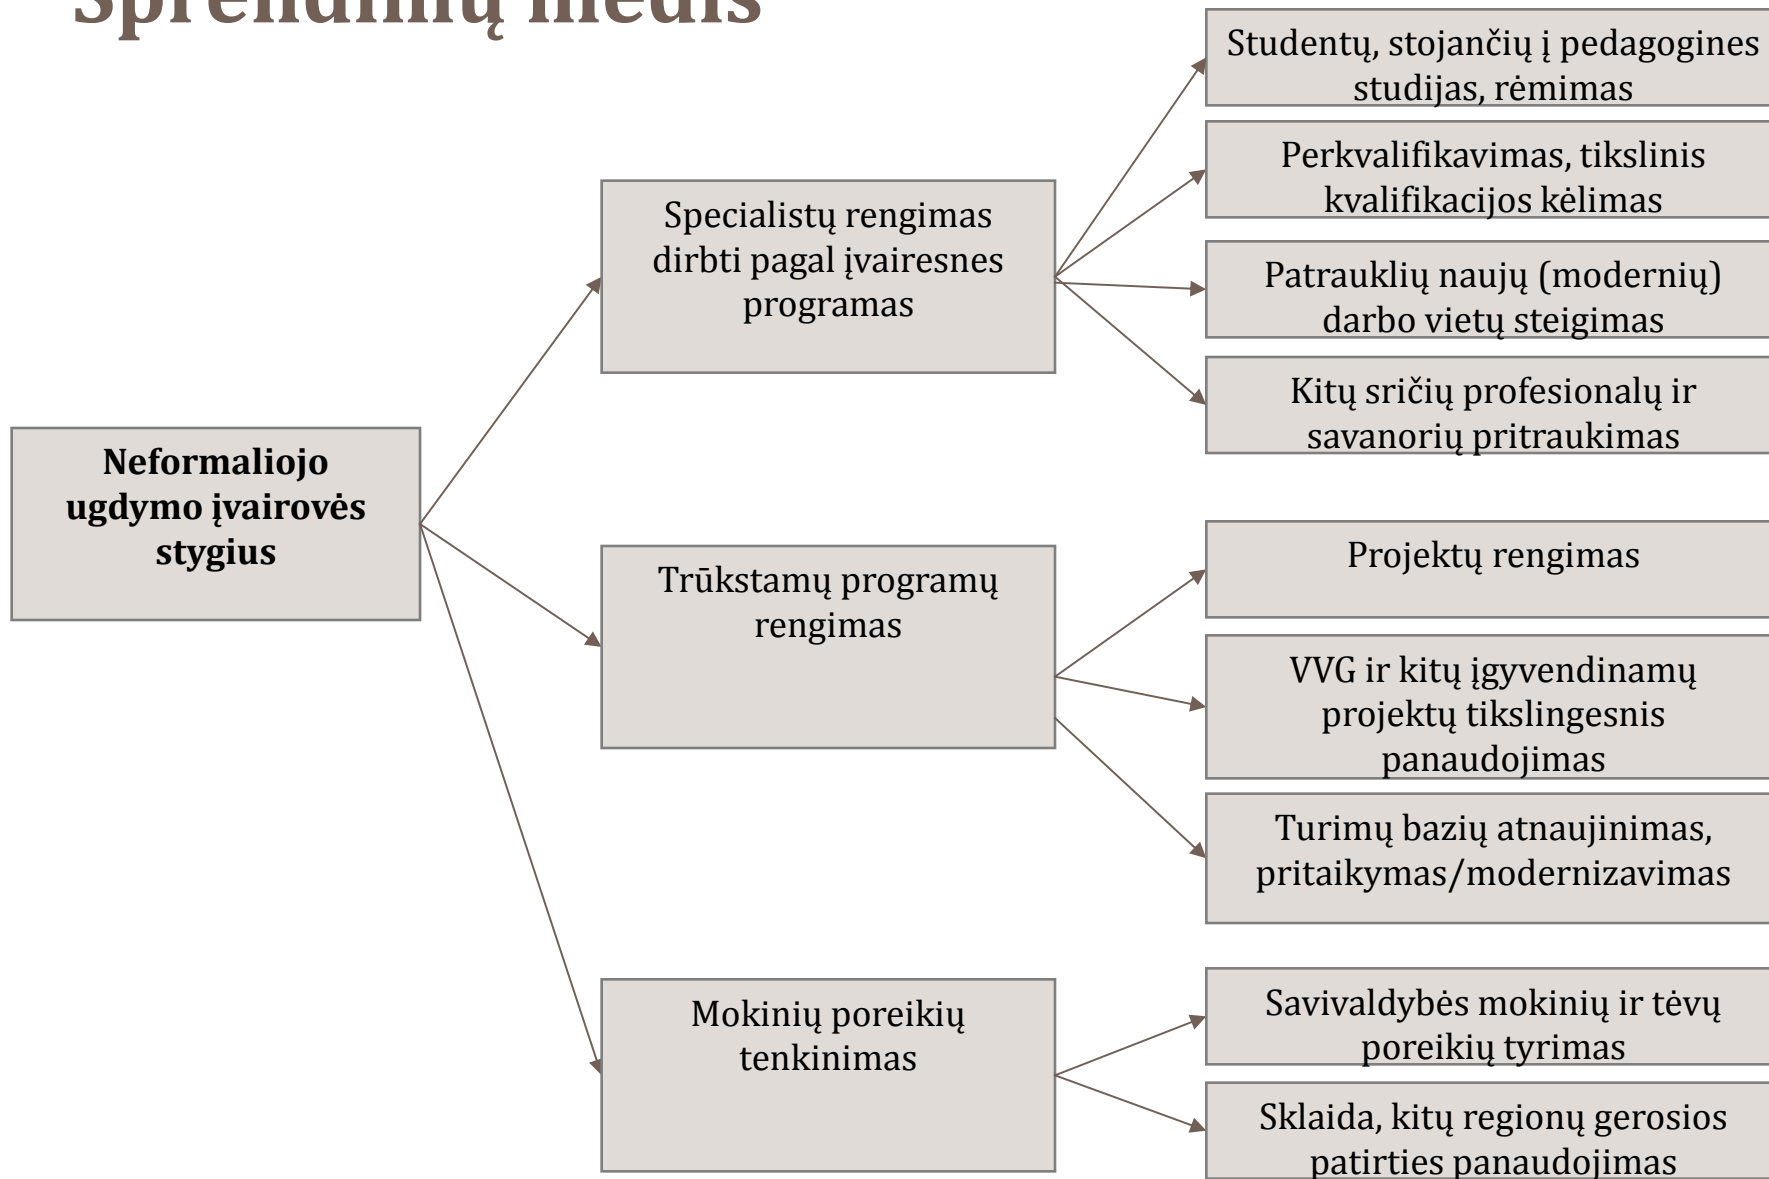 Sprendimų medis
Studentų, stojančių į pedagogines
studijas, rėmimas
Perkvalifikavimas, tikslinis
kvalifikacijos kėlimas
Specialistų rengimas
dirbti pagal įvairesnes
programas
Patrauklių naujų (modernių)
darbo vietų steigimas
Kitų sričių profesionalų ir
savanorių pritraukimas
Neformaliojo
ugdymo įvairovės
stygius
Trūkstamų programų
rengimas
Projektų rengimas
VVG ir kitų įgyvendinamų
projektų tikslingesnis
panaudojimas
Turimų bazių atnaujinimas,
pritaikymas/modernizavimas
Mokinių poreikių
tenkinimas
Savivaldybės mokinių ir tėvų
poreikių tyrimas
Sklaida, kitų regionų gerosios
patirties panaudojimas